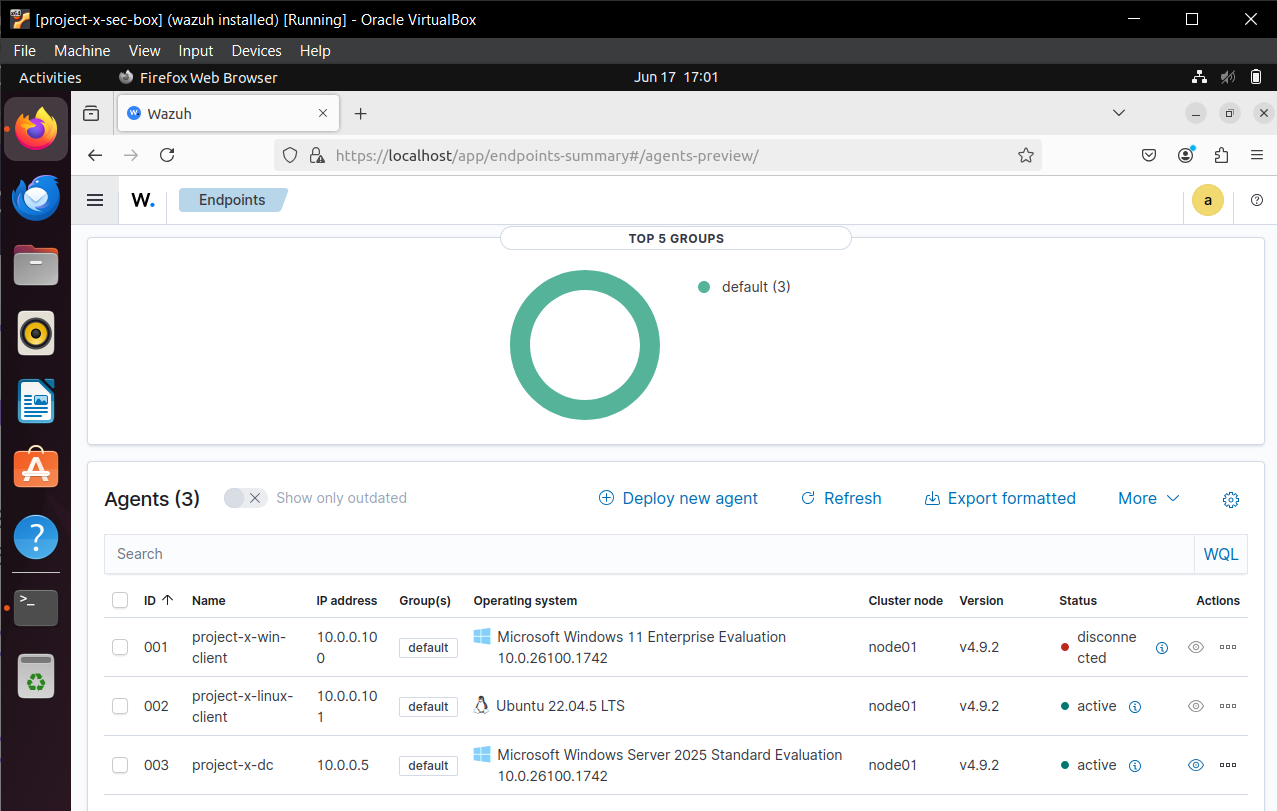 [project-x-sec-box] (wazuh installed) [Running] - Oracle VirtualBox
File Machine View Input Devices Help
Activities Firefox Web Browser Jun 17 17:01
Wazuh
https://localhost/app/endpoints-summary#/agents-preview/
W. Endpoints a
TOP 5 GROUPS
default (3)
Agents (3) Show only outdated Deploy new agent Refresh Export formatted More
Search WQL
ID Name IP address Group(s) Operating system Cluster node Version Status Actions
001 project-x-win-client 10.0.0.100 default Microsoft Windows 11 Enterprise Evaluation 10.0.26100.1742 node01 v4.9.2 disconnected
002 project-x-linux-client 10.0.0.101 default Ubuntu 22.04.5 LTS node01 v4.9.2 active
003 project-x-dc 10.0.0.5 default Microsoft Windows Server 2025 Standard Evaluation 10.0.26100.1742 node01 v4.9.2 active